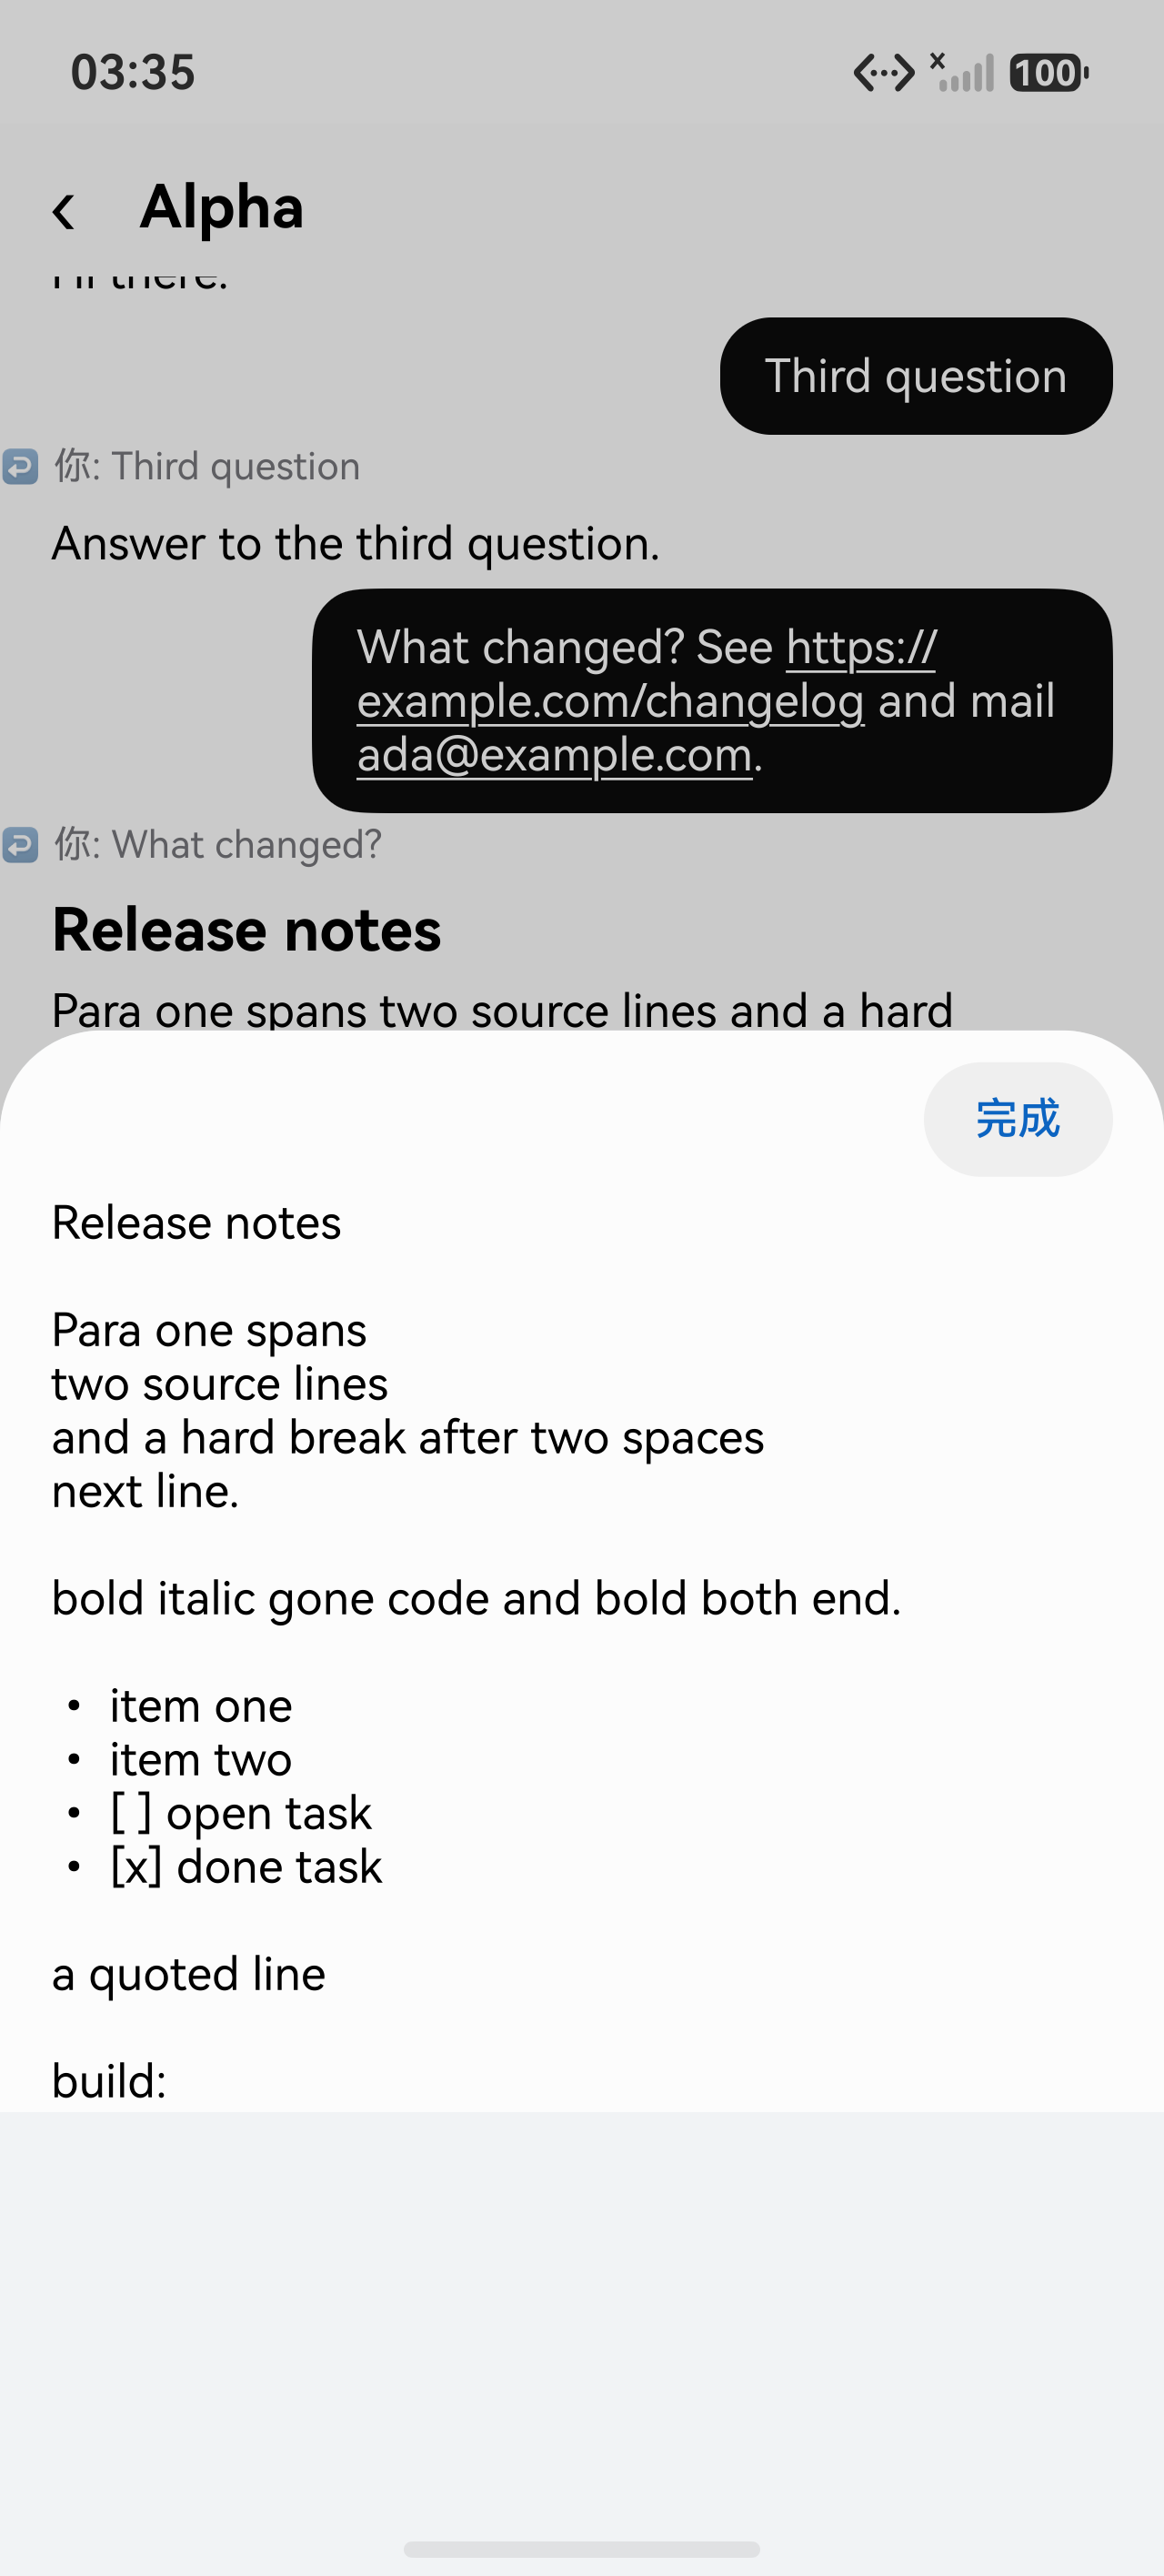 03:35
100
Alpha
Third question
你: Third question
Answer to the third question.
What changed? See https://
example.com/changelog and mail
ada@example.com.
你: What changed?
Release notes
Para one spans two source lines and a hard
完成
Release notes
Para one spans
two source lines
and a hard break after two spaces
next line.
bold italic gone code and bold both end.
• item one
• item two
• [ ] open task
• [x] done task
a quoted line
build: